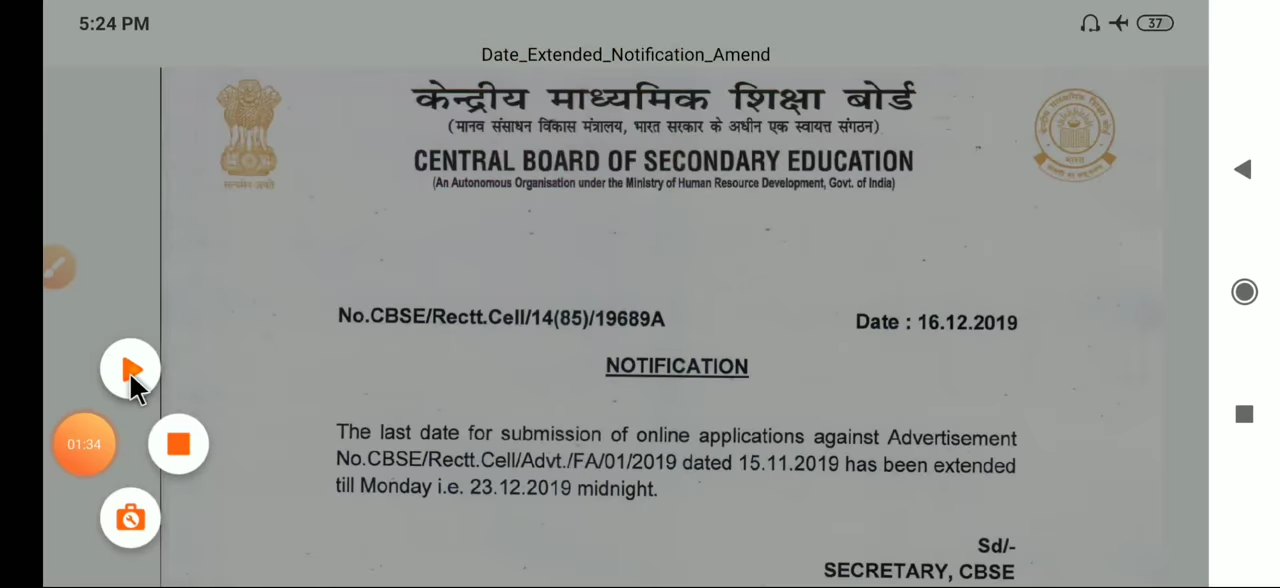 5:24 PM
37
Date_Extended_Notification_Amend
केन्द्रीय माध्यमिक शिक्षा बोर्ड
(मानव संसाधन विकास मंत्रालय, भारत सरकार के अधीन एक स्वायत्त संगठन)
CENTRAL BOARD OF SECONDARY EDUCATION
(An Autonomous Organisation under the Ministry of Human Resource Development, Govt. of India)
सत्यमेव जयते
भारत
No.CBSE/Rectt.Cell/14(85)/19689A
Date : 16.12.2019
NOTIFICATION
The last date for submission of online applications against Advertisement
No.CBSE/Rectt.Cell/Advt./FA/01/2019 dated 15.11.2019 has been extended
till Monday i.e. 23.12.2019 midnight.
01:34
Sd/-
SECRETARY, CBSE